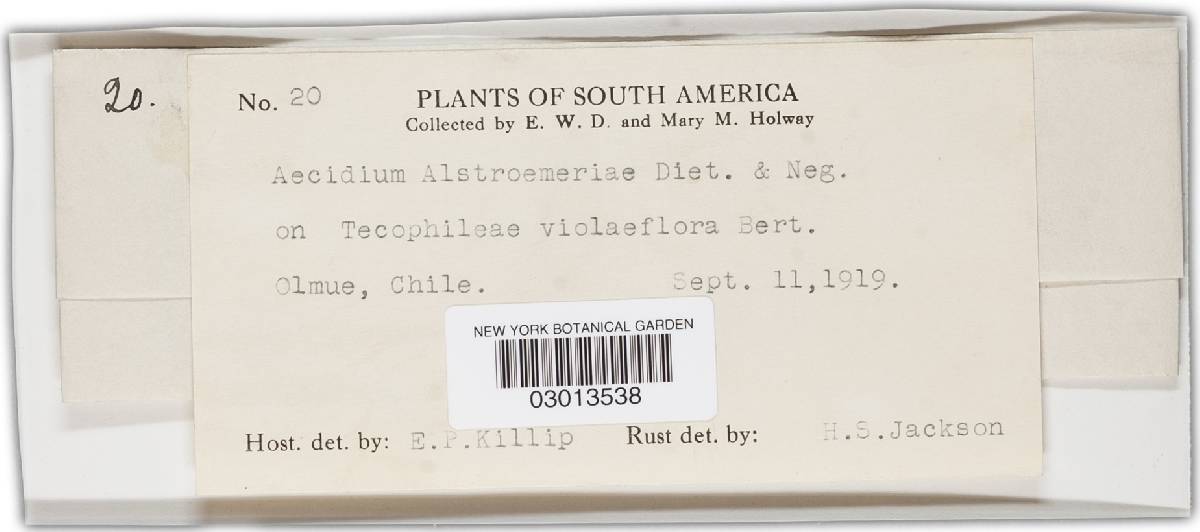 20.
No. 20 PLANTS OF SOUTH AMERICA
Collected by E. W. D. and Mary M. Holway
Aecidium Alstroemeriae Diet. & Neg.
on Tecophileae violaeflora Bert.
Olmue, Chile. Sept. 11,1919.
NEW YORK BOTANICAL GARDEN
03013538
Host. det. by: E.P.Killip Rust det. by: H.S.Jackson